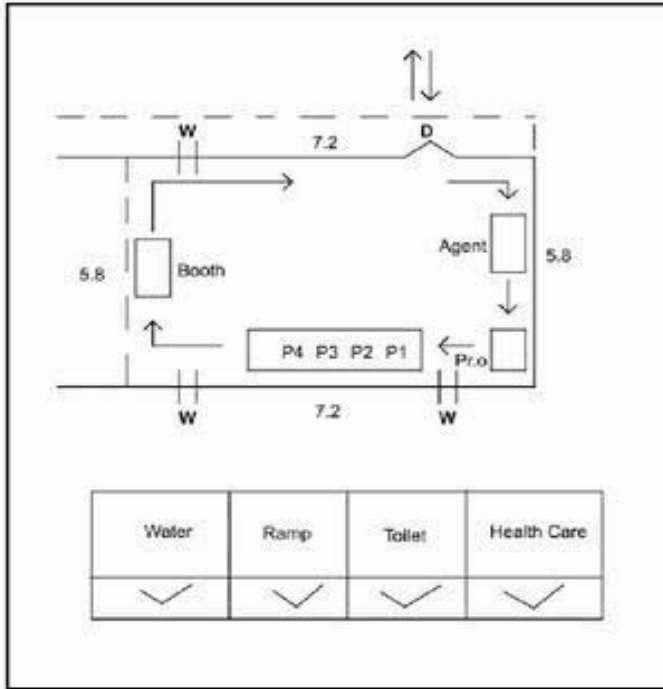 W
7.2
D
Agent
5.8
Booth
5.8
P4 P3 P2 P1
Pr.o
W
7.2
W
Water Ramp Toilet Health Care